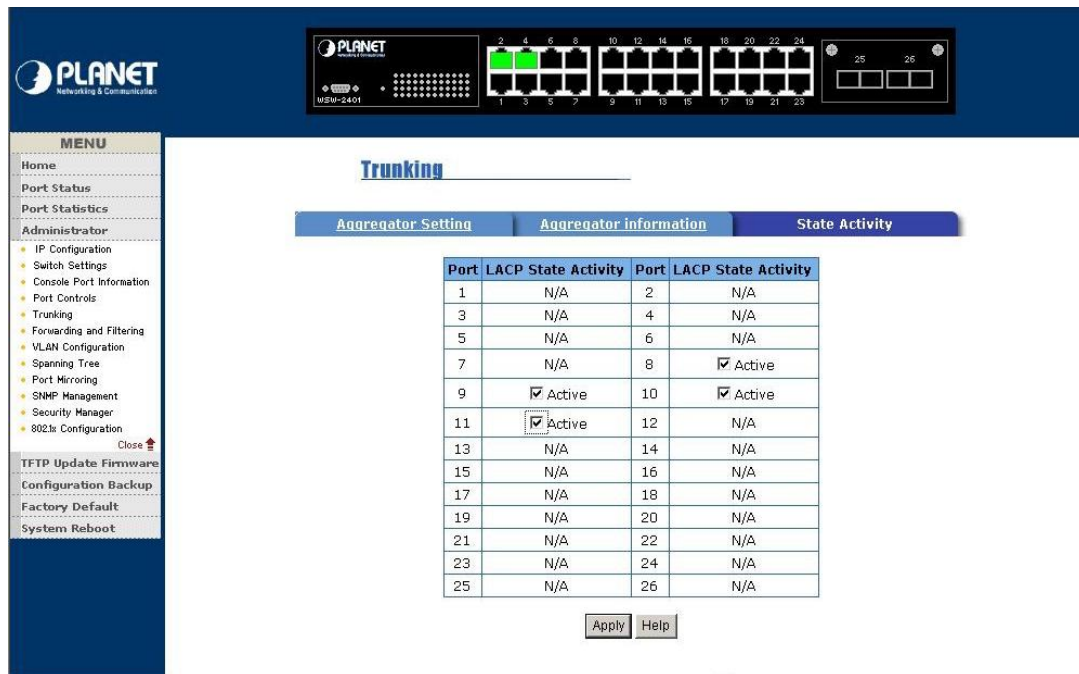 PLANET
Networking & Communication
PLANET
Networking & Communication
WSW-2401
2 4 6 8 10 12 14 16 18 20 22 24
1 3 5 7 9 11 13 15 17 19 21 23
25 26
MENU
Home
Port Status
Port Statistics
Administrator
IP Configuration
Switch Settings
Console Port Information
Port Controls
Trunking
Forwarding and Filtering
VLAN Configuration
Spanning Tree
Port Mirroring
SNMP Management
Security Manager
802.1x Configuration
Close
TFTP Update Firmware
Configuration Backup
Factory Default
System Reboot
Trunking
Aggregator Setting Aggregator information State Activity
Port LACP State Activity Port LACP State Activity
1 N/A 2 N/A
3 N/A 4 N/A
5 N/A 6 N/A
7 N/A 8 Active
9 Active 10 Active
11 Active 12 N/A
13 N/A 14 N/A
15 N/A 16 N/A
17 N/A 18 N/A
19 N/A 20 N/A
21 N/A 22 N/A
23 N/A 24 N/A
25 N/A 26 N/A
Apply Help